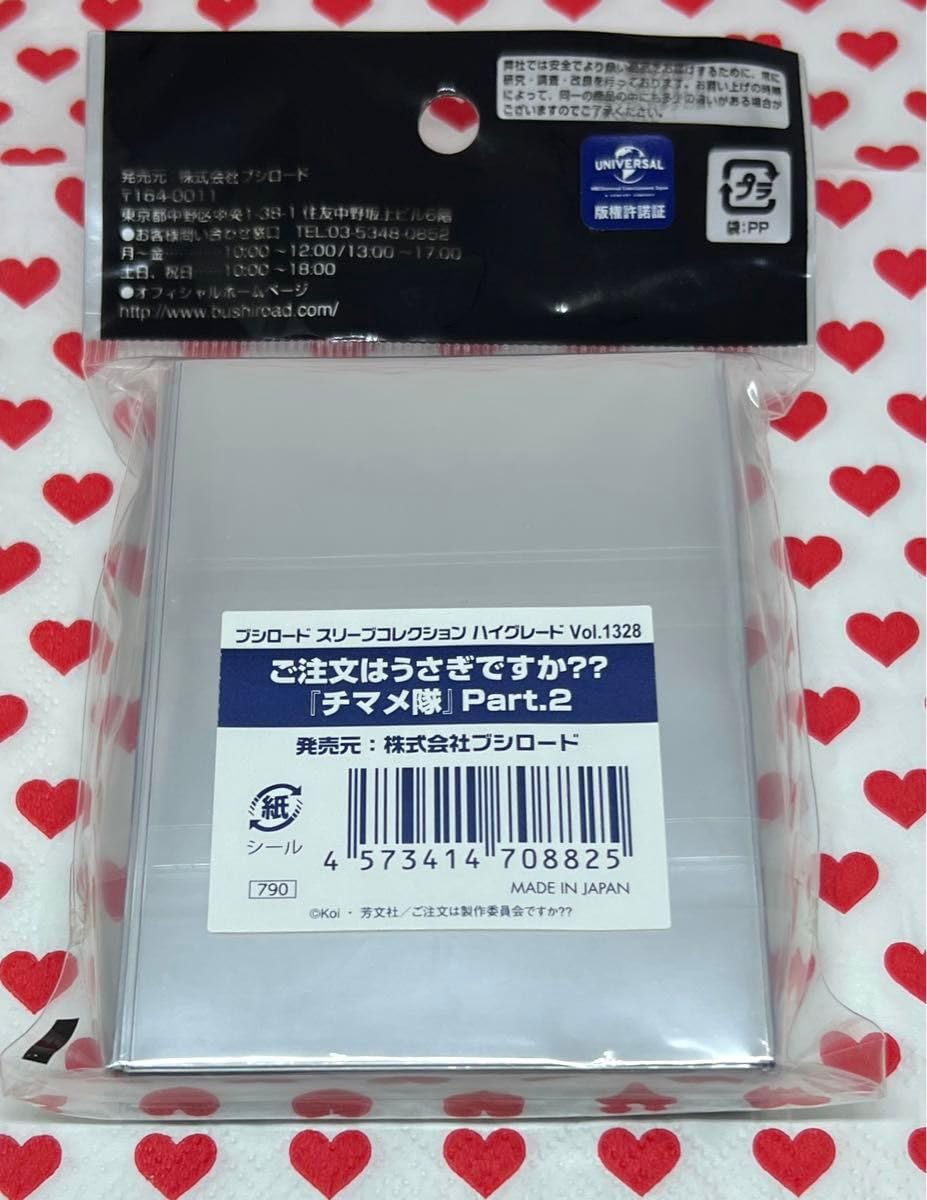 弊社では安全でより良い商品をお届けするために、常に
研究・調査・改良を行っております。お買い上げの時期
によって、同一の商品の中にも多少の違いがある場合が
ございますのでご了承ください。
UNIVERSAL
版権許諾証
プラ
袋:PP
発売元 株式会社ブシロード
〒164-0011
東京都中野区中央1-38-1 住友中野坂上ビル6階
●お客様問い合わせ窓口 TEL.03-5348-0852
月～金……10:00～12:00/13:00～17:00
土日、祝日……10:00～18:00
●オフィシャルホームページ
http://www.bushiroad.com/
ブシロード スリーブコレクション ハイグレード Vol.1328
ご注文はうさぎですか??
『チマメ隊』Part.2
発売元：株式会社ブシロード
紙
シール
4 573414 708825
790
MADE IN JAPAN
©Koi・芳文社／ご注文は製作委員会ですか??